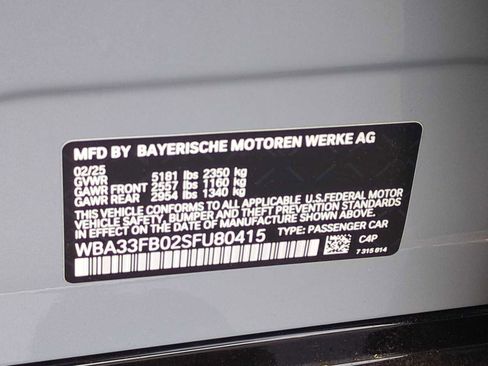 MFD BY BAYERISCHE MOTOREN WERKE AG
02/25
GVWR 5181 lbs 2350 kg
GAWR FRONT 2557 lbs 1160 kg
GAWR REAR 2954 lbs 1340 kg
THIS VEHICLE CONFORMS TO ALL APPLICABLE U.S.FEDERAL MOTOR
VEHICLE SAFETY, BUMPER, AND THEFT PREVENTION STANDARDS
IN EFFECT ON THE DATE OF MANUFACTURE SHOWN ABOVE.
WBA33FB02SFU80415 TYPE: PASSENGER CAR
C4P
7 315 014